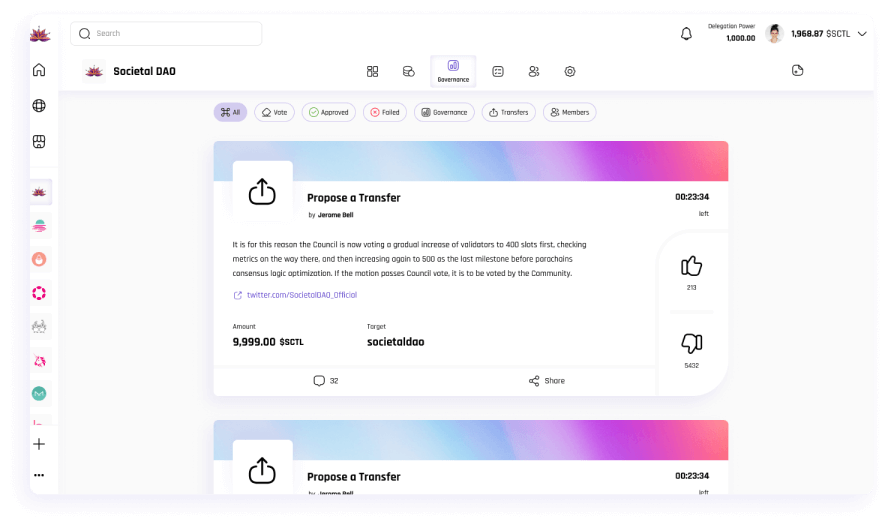 Search
Delegation Power
1,000.00
1,968.87 $SCTL
Societal DAO
Governance
All
Vote
Approved
Failed
Governance
Transfers
Members
Propose a Transfer
by Jerome Bell
00:23:34
left
It is for this reason the Council is now voting a gradual increase of validators to 400 slots first, checking
metrics on the way there, and then increasing again to 500 as the last milestone before parachains
consensus logic optimization. If the motion passes Council vote, it is to be voted by the Community.
twitter.com/SocietalDAO_Official
213
Amount
Target
9,999.00 $SCTL
societaldao
5432
32
Share
Propose a Transfer
by Jerome Bell
00:23:34
left